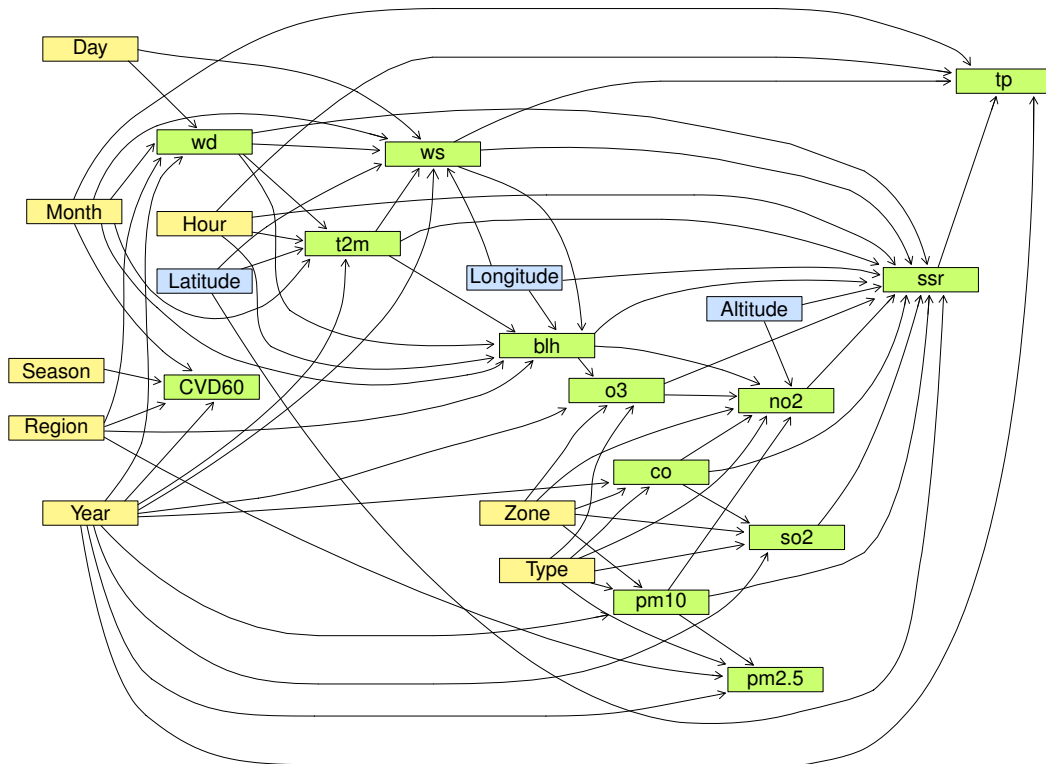 Day
tp
wd
ws
Month
Hour
t2m
Latitude
Longitude
ssr
Altitude
blh
Season
CVD60
o3
no2
Region
co
Year
Zone
so2
Type
pm10
pm2.5